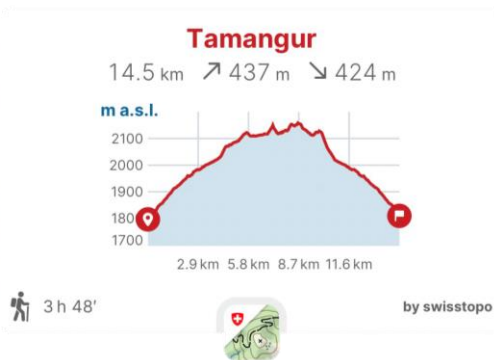 Tamangur
14.5 km ↗ 437 m ↘ 424 m
m a.s.l.
2100
2000
1900
180
1700
2.9 km 5.8 km 8.7 km 11.6 km
3 h 48'
by swisstopo